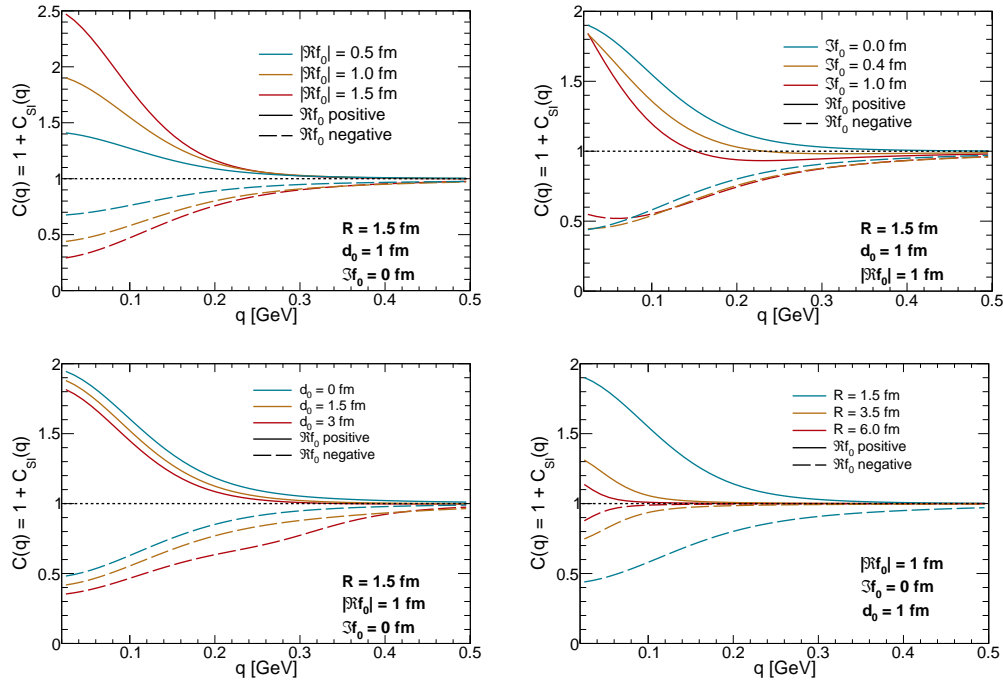 C(q) = 1 + C_SI(q)
2.5
2
1.5
1
0.5
0
|ℜf₀| = 0.5 fm
|ℜf₀| = 1.0 fm
|ℜf₀| = 1.5 fm
ℜf₀ positive
ℜf₀ negative
R = 1.5 fm
d₀ = 1 fm
ℑf₀ = 0 fm
0.1 0.2 0.3 0.4 0.5
q [GeV]
C(q) = 1 + C_SI(q)
2
1.5
1
0.5
0
ℑf₀ = 0.0 fm
ℑf₀ = 0.4 fm
ℑf₀ = 1.0 fm
ℜf₀ positive
ℜf₀ negative
R = 1.5 fm
d₀ = 1 fm
|ℜf₀| = 1 fm
0.1 0.2 0.3 0.4 0.5
q [GeV]
C(q) = 1 + C_SI(q)
2
1.5
1
0.5
0
d₀ = 0 fm
d₀ = 1.5 fm
d₀ = 3 fm
ℜf₀ positive
ℜf₀ negative
R = 1.5 fm
|ℜf₀| = 1 fm
ℑf₀ = 0 fm
0.1 0.2 0.3 0.4 0.5
q [GeV]
C(q) = 1 + C_SI(q)
2
1.5
1
0.5
0
R = 1.5 fm
R = 3.5 fm
R = 6.0 fm
ℜf₀ positive
ℜf₀ negative
|ℜf₀| = 1 fm
ℑf₀ = 0 fm
d₀ = 1 fm
0.1 0.2 0.3 0.4 0.5
q [GeV]